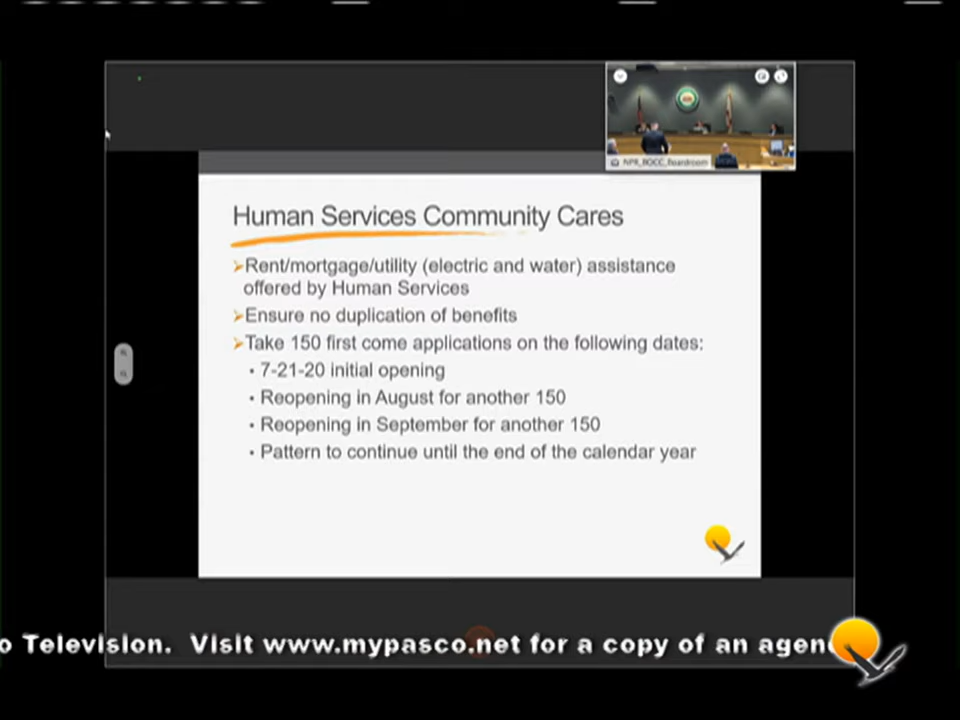 NPR_BOCC_Boardroom
Human Services Community Cares
➢Rent/mortgage/utility (electric and water) assistance
offered by Human Services
➢Ensure no duplication of benefits
➢Take 150 first come applications on the following dates:
• 7-21-20 initial opening
• Reopening in August for another 150
• Reopening in September for another 150
• Pattern to continue until the end of the calendar year
o Television. Visit www.mypasco.net for a copy of an agen